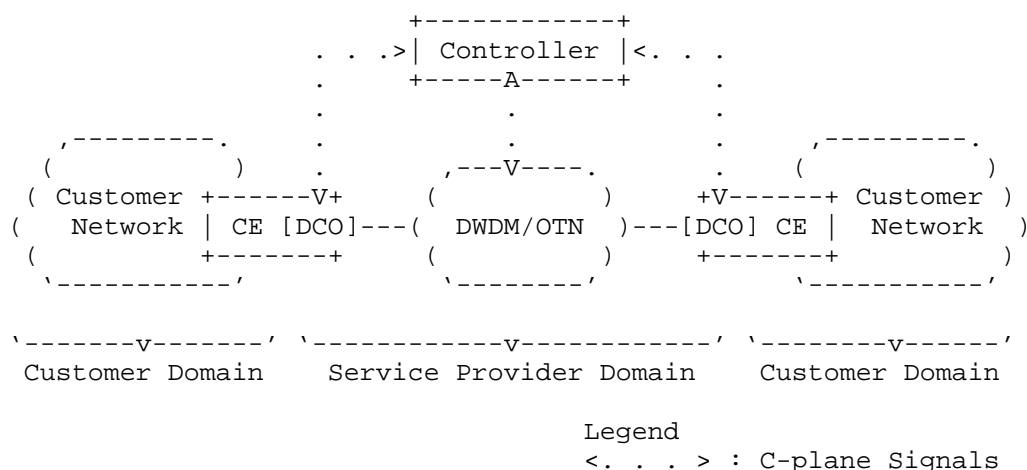 +------------+
                      . . .>| Controller |<. . .
                      .     +-----A------+     .
                      .           .            .
   ,---------.        .           .            .     ,---------.
  (           )       .       ,---V----.       .    (           )
 ( Customer +------V+     (          )     +V------+ Customer )
(   Network | CE [DCO]---(  DWDM/OTN  )---[DCO] CE |  Network  )
 (          +-------+     (          )     +-------+          )
  ‘-----------’            ‘--------’            ‘-----------’

‘-------v-------’ ‘------------v------------’ ‘--------v------’
 Customer Domain    Service Provider Domain    Customer Domain

                                    Legend
                                    <. . . > : C-plane Signals